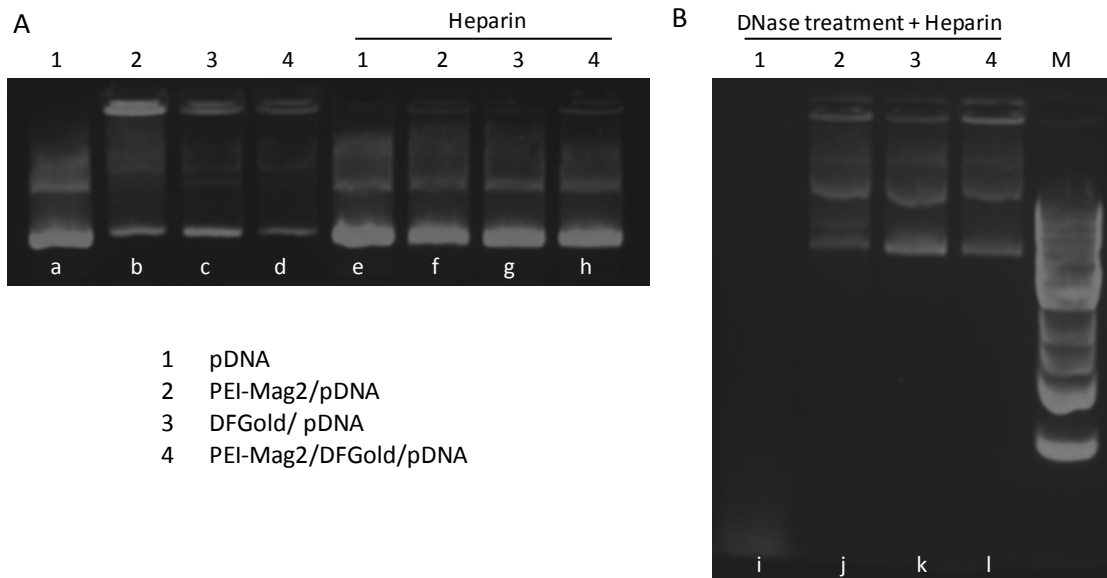 A
Heparin
1 2 3 4 1 2 3 4
a b c d e f g h
1 pDNA
2 PEI-Mag2/pDNA
3 DFGold/ pDNA
4 PEI-Mag2/DFGold/pDNA
B
DNase treatment + Heparin
1 2 3 4 M
i j k l